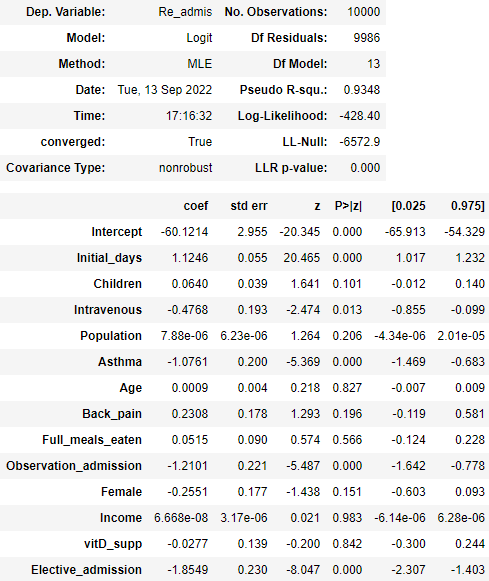 Dep. Variable: Re_admis No. Observations: 10000
Model: Logit Df Residuals: 9986
Method: MLE Df Model: 13
Date: Tue, 13 Sep 2022 Pseudo R-squ.: 0.9348
Time: 17:16:32 Log-Likelihood: -428.40
converged: True LL-Null: -6572.9
Covariance Type: nonrobust LLR p-value: 0.000
coef std err z P>|z| [0.025 0.975]
Intercept -60.1214 2.955 -20.345 0.000 -65.913 -54.329
Initial_days 1.1246 0.055 20.465 0.000 1.017 1.232
Children 0.0640 0.039 1.641 0.101 -0.012 0.140
Intravenous -0.4768 0.193 -2.474 0.013 -0.855 -0.099
Population 7.88e-06 6.23e-06 1.264 0.206 -4.34e-06 2.01e-05
Asthma -1.0761 0.200 -5.369 0.000 -1.469 -0.683
Age 0.0009 0.004 0.218 0.827 -0.007 0.009
Back_pain 0.2308 0.178 1.293 0.196 -0.119 0.581
Full_meals_eaten 0.0515 0.090 0.574 0.566 -0.124 0.228
Observation_admission -1.2101 0.221 -5.487 0.000 -1.642 -0.778
Female -0.2551 0.177 -1.438 0.151 -0.603 0.093
Income 6.668e-08 3.17e-06 0.021 0.983 -6.14e-06 6.28e-06
vitD_supp -0.0277 0.139 -0.200 0.842 -0.300 0.244
Elective_admission -1.8549 0.230 -8.047 0.000 -2.307 -1.403